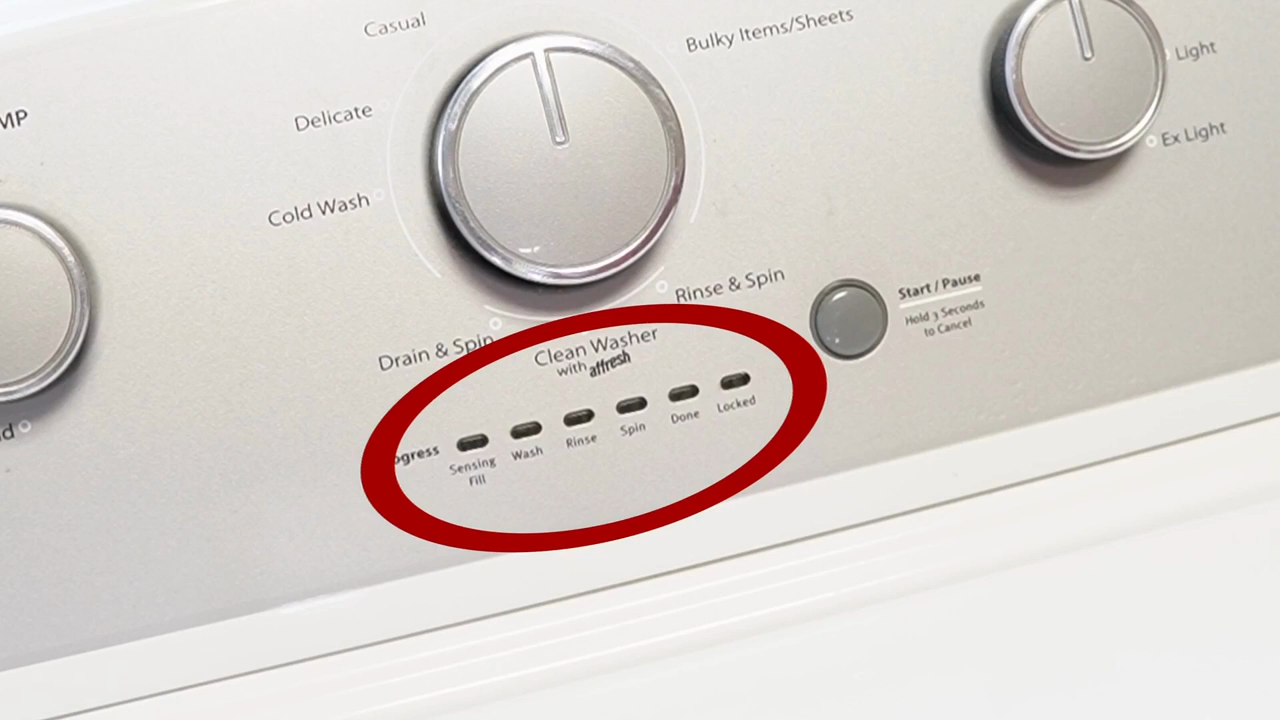 Casual
Bulky Items/Sheets
Light
Delicate
Ex Light
Cold Wash
Rinse & Spin
Start / Pause
Hold 3 Seconds
to Cancel
Drain & Spin
Clean Washer
with affresh
Sensing
Fill
Wash
Rinse
Spin
Done
Locked